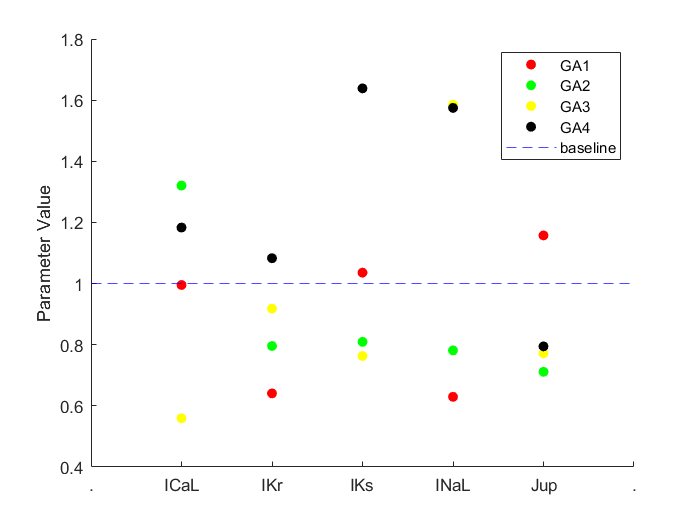 1.8
1.6
1.4
1.2
1
0.8
0.6
0.4
Parameter Value
GA1
GA2
GA3
GA4
baseline
. ICaL IKr IKs INaL Jup .